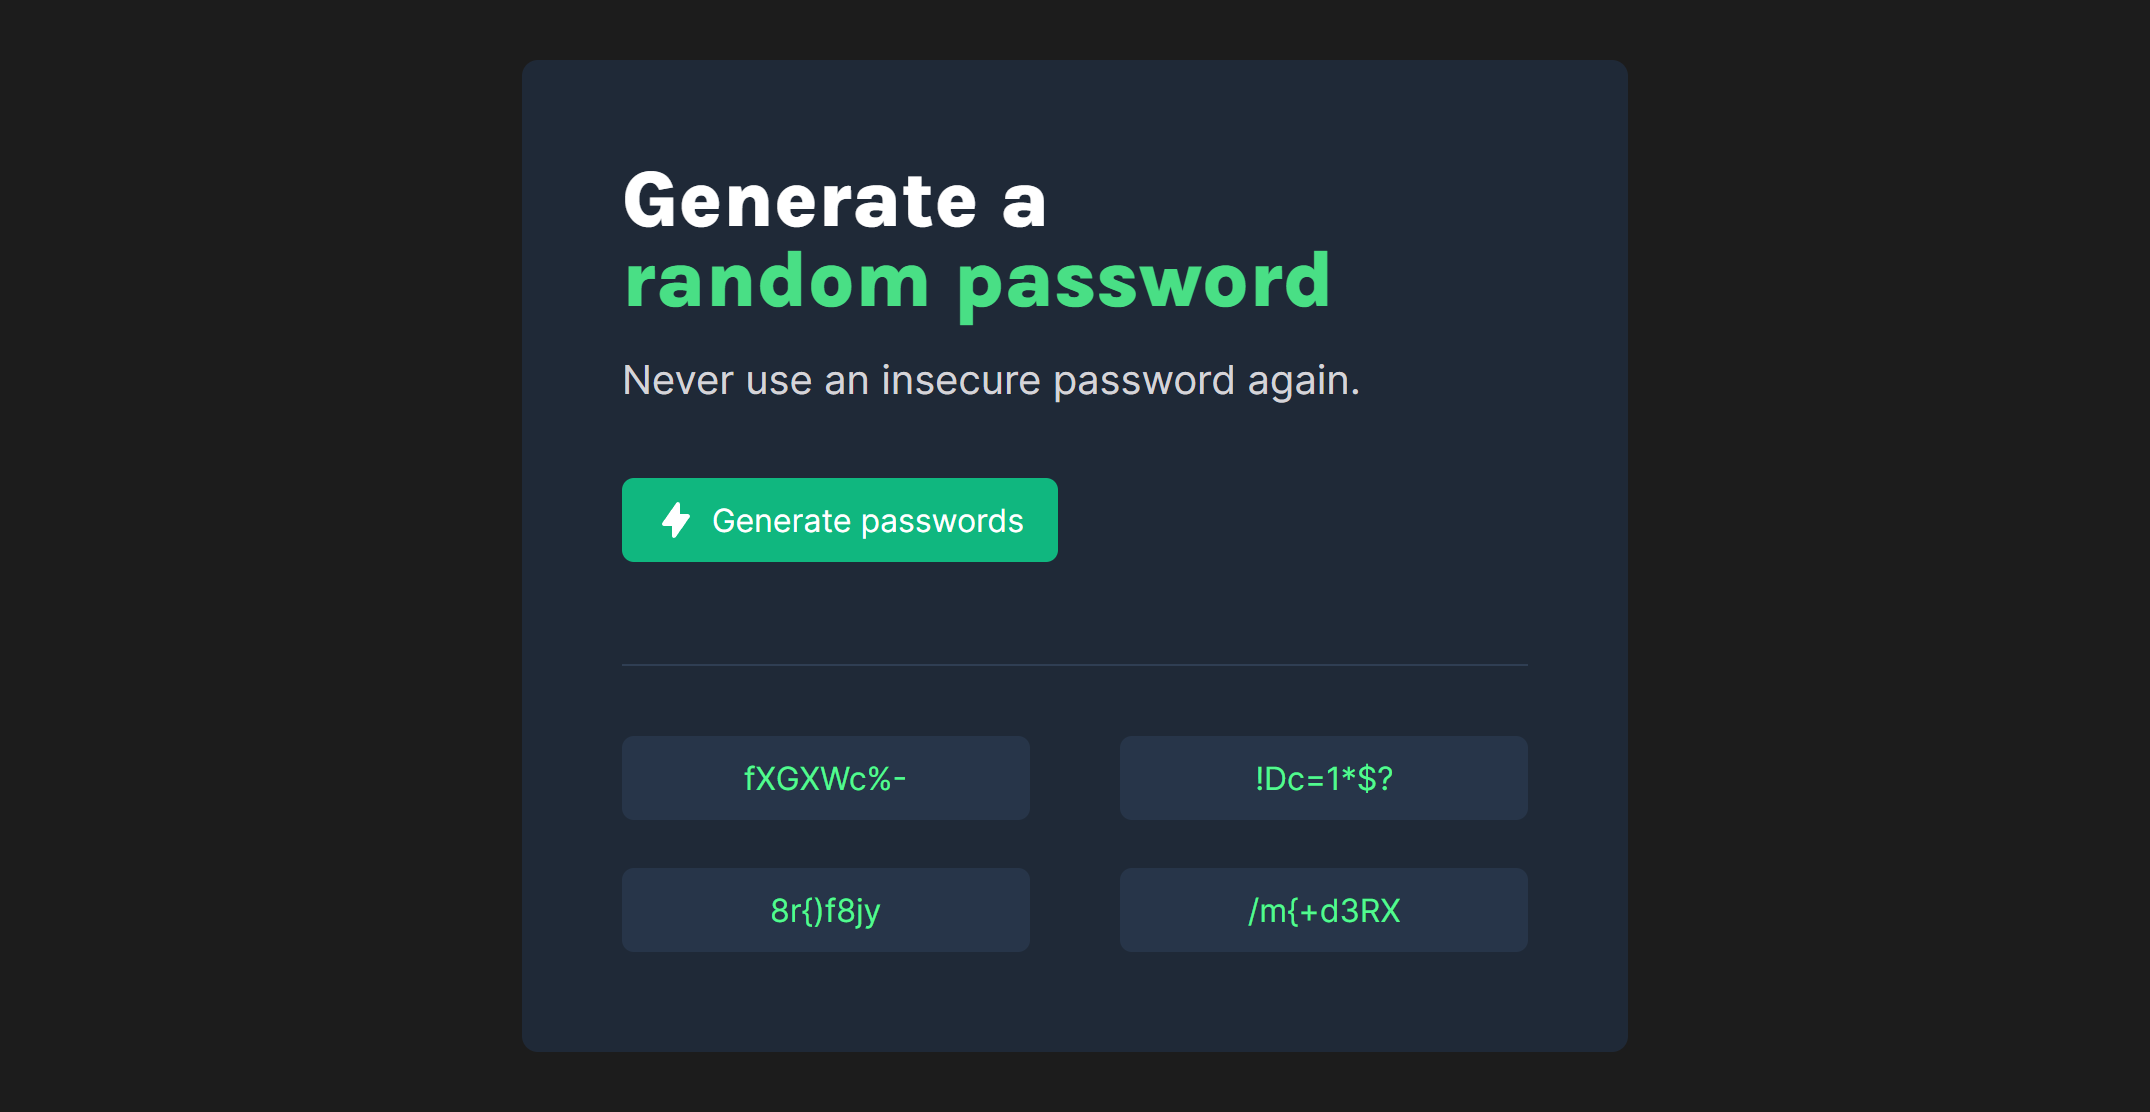 Generate a
random password
Never use an insecure password again.
Generate passwords
fXGXWc%-
!Dc=1*$?
8r{)f8jy
/m{+d3RX